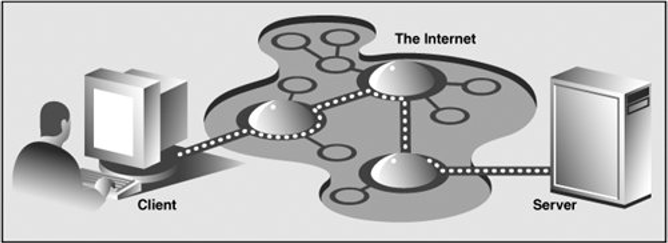 The Internet
Client
Server